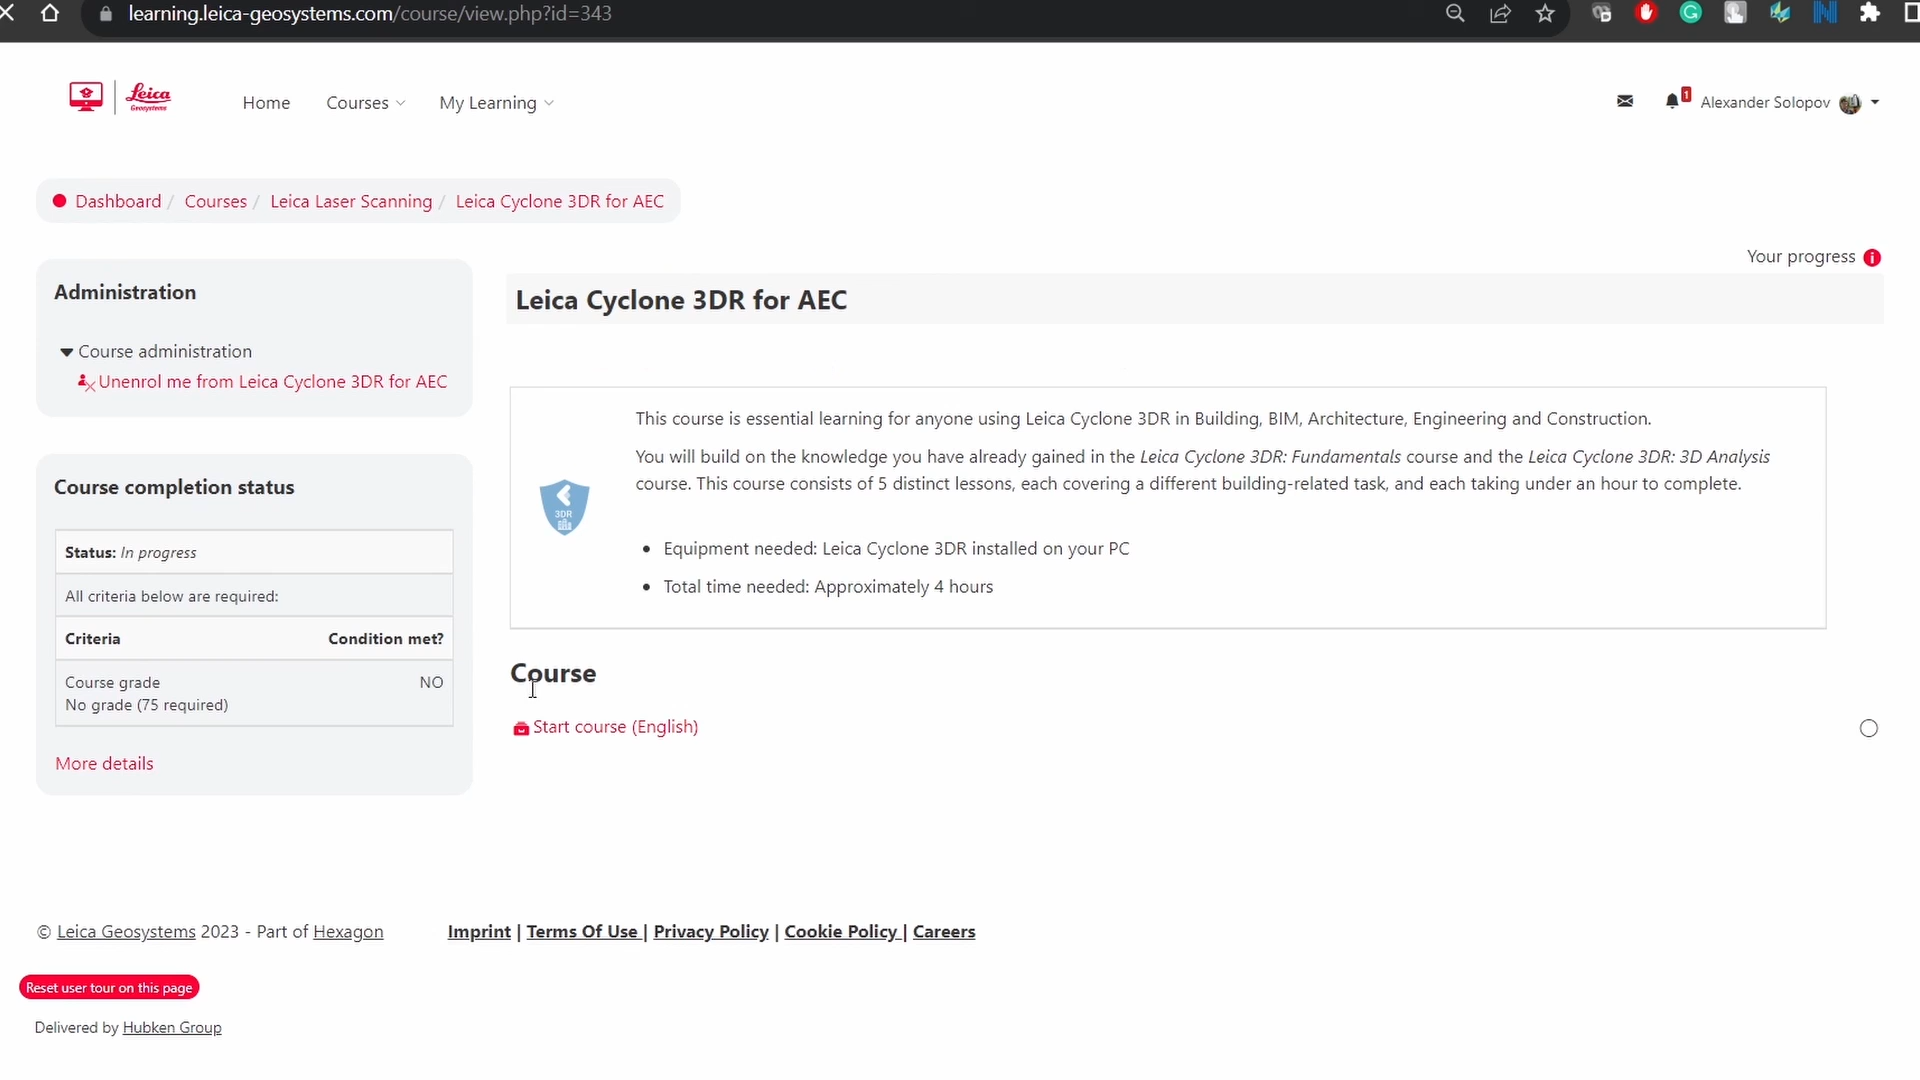 learning.leica-geosystems.com/course/view.php?id=343
Leica
Geosystems
Home
Courses
My Learning
1
Alexander Solopov
Dashboard / Courses / Leica Laser Scanning / Leica Cyclone 3DR for AEC
Your progress
Administration
Course administration
Unenrol me from Leica Cyclone 3DR for AEC
Course completion status
Status: In progress
All criteria below are required:
Criteria Condition met?
Course grade NO
No grade (75 required)
More details
Leica Cyclone 3DR for AEC
3DR
This course is essential learning for anyone using Leica Cyclone 3DR in Building, BIM, Architecture, Engineering and Construction.
You will build on the knowledge you have already gained in the Leica Cyclone 3DR: Fundamentals course and the Leica Cyclone 3DR: 3D Analysis
course. This course consists of 5 distinct lessons, each covering a different building-related task, and each taking under an hour to complete.
• Equipment needed: Leica Cyclone 3DR installed on your PC
• Total time needed: Approximately 4 hours
Course
Start course (English)
© Leica Geosystems 2023 - Part of Hexagon
Imprint | Terms Of Use | Privacy Policy | Cookie Policy | Careers
Reset user tour on this page
Delivered by Hubken Group